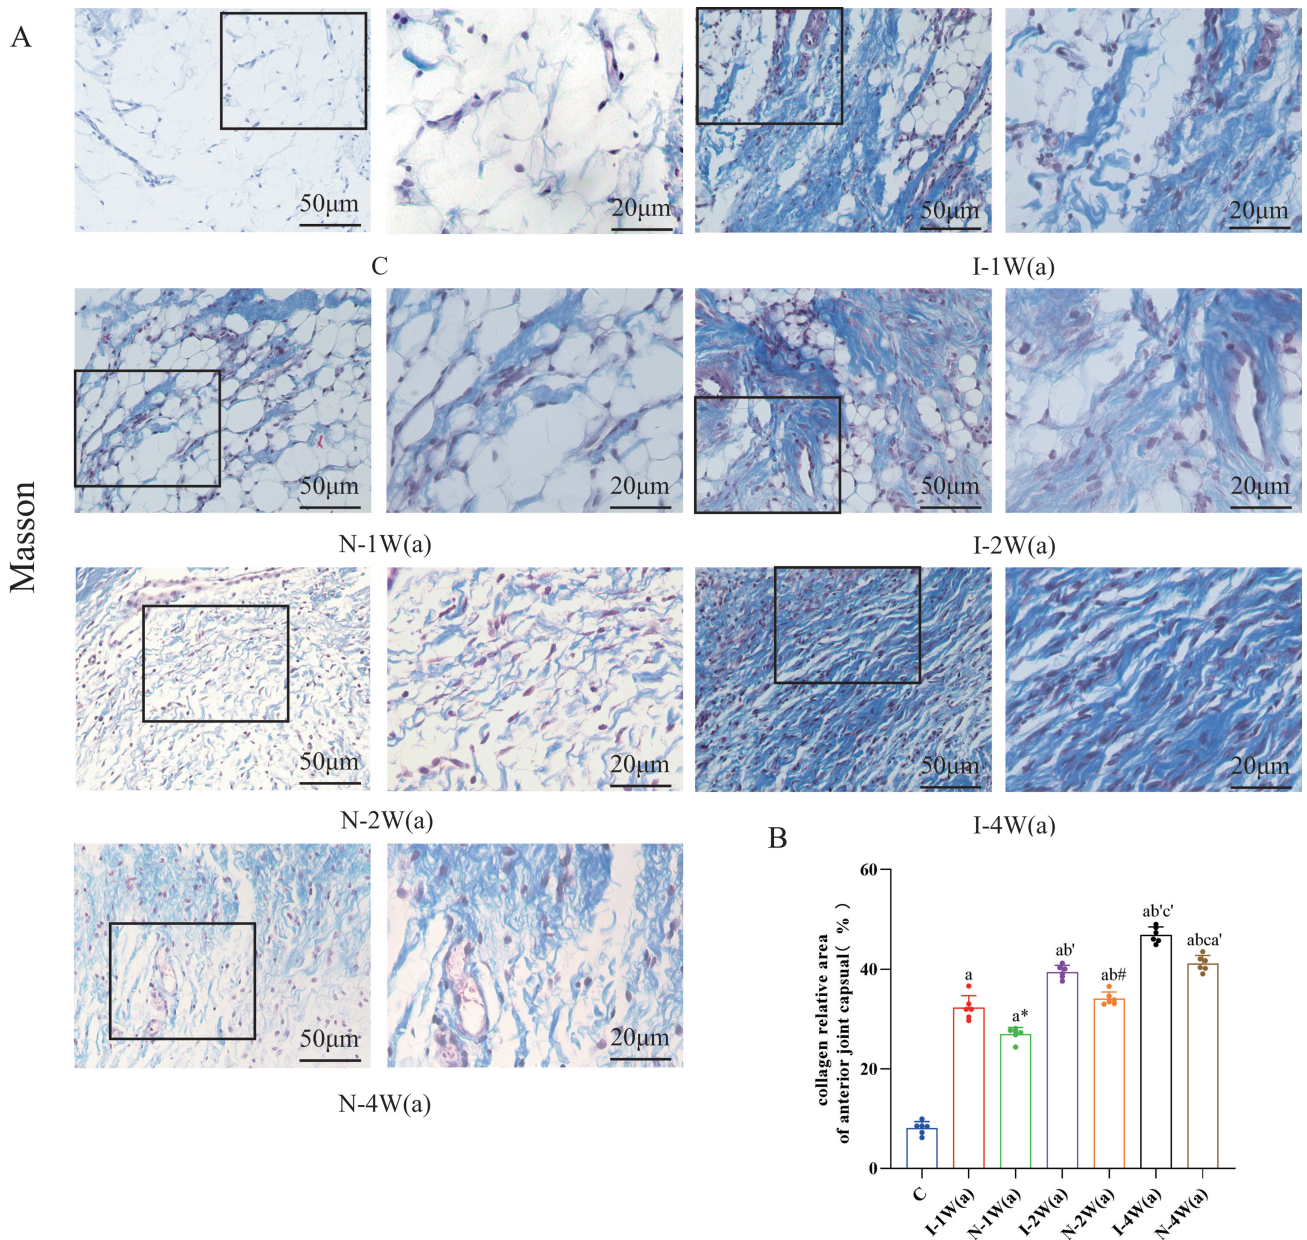 A
50μm
20μm
50μm
20μm
C
I-1W(a)
50μm
20μm
50μm
20μm
N-1W(a)
I-2W(a)
Masson
50μm
20μm
50μm
20μm
N-2W(a)
I-4W(a)
50μm
20μm
N-4W(a)
B
collagen relative area
of anterior joint capsual( % )
60
40
20
0
a
a*
ab'
ab#
ab'c'
abca'
C
I-1W(a)
N-1W(a)
I-2W(a)
N-2W(a)
I-4W(a)
N-4W(a)